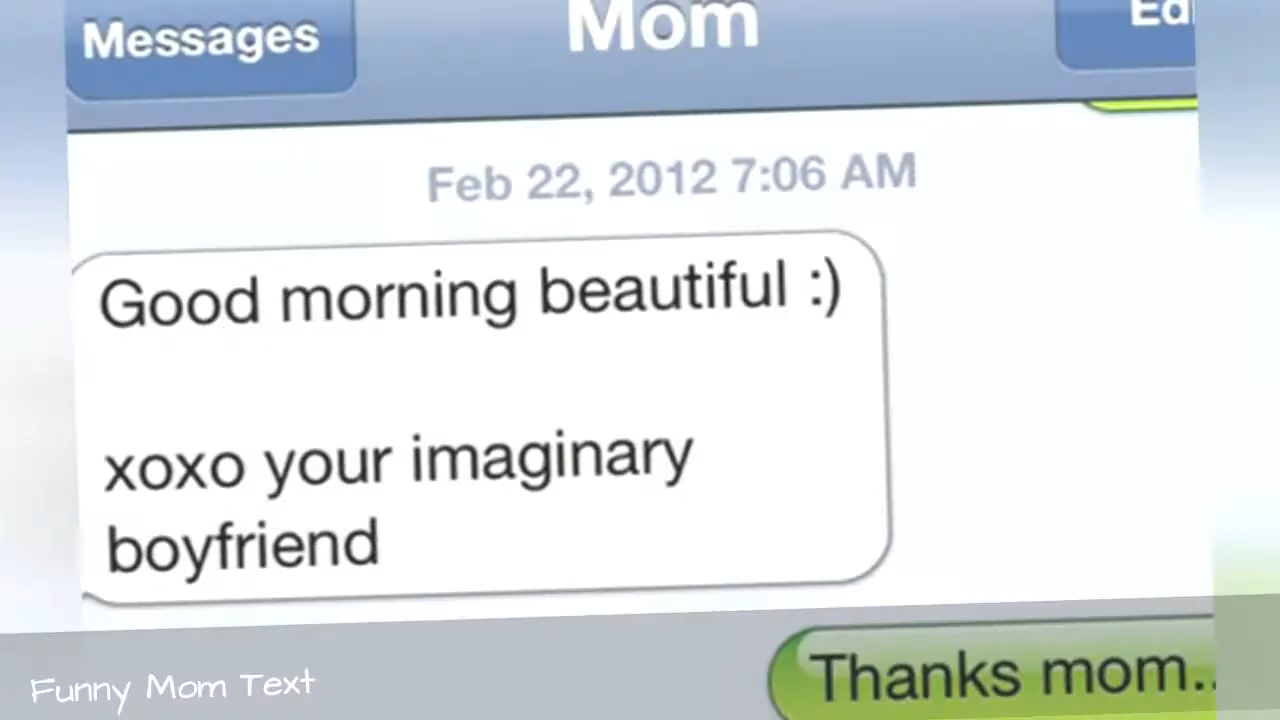 Messages
Mom
Feb 22, 2012 7:06 AM
Good morning beautiful :)
xoxo your imaginary
boyfriend
Thanks mom..
Funny Mom Text